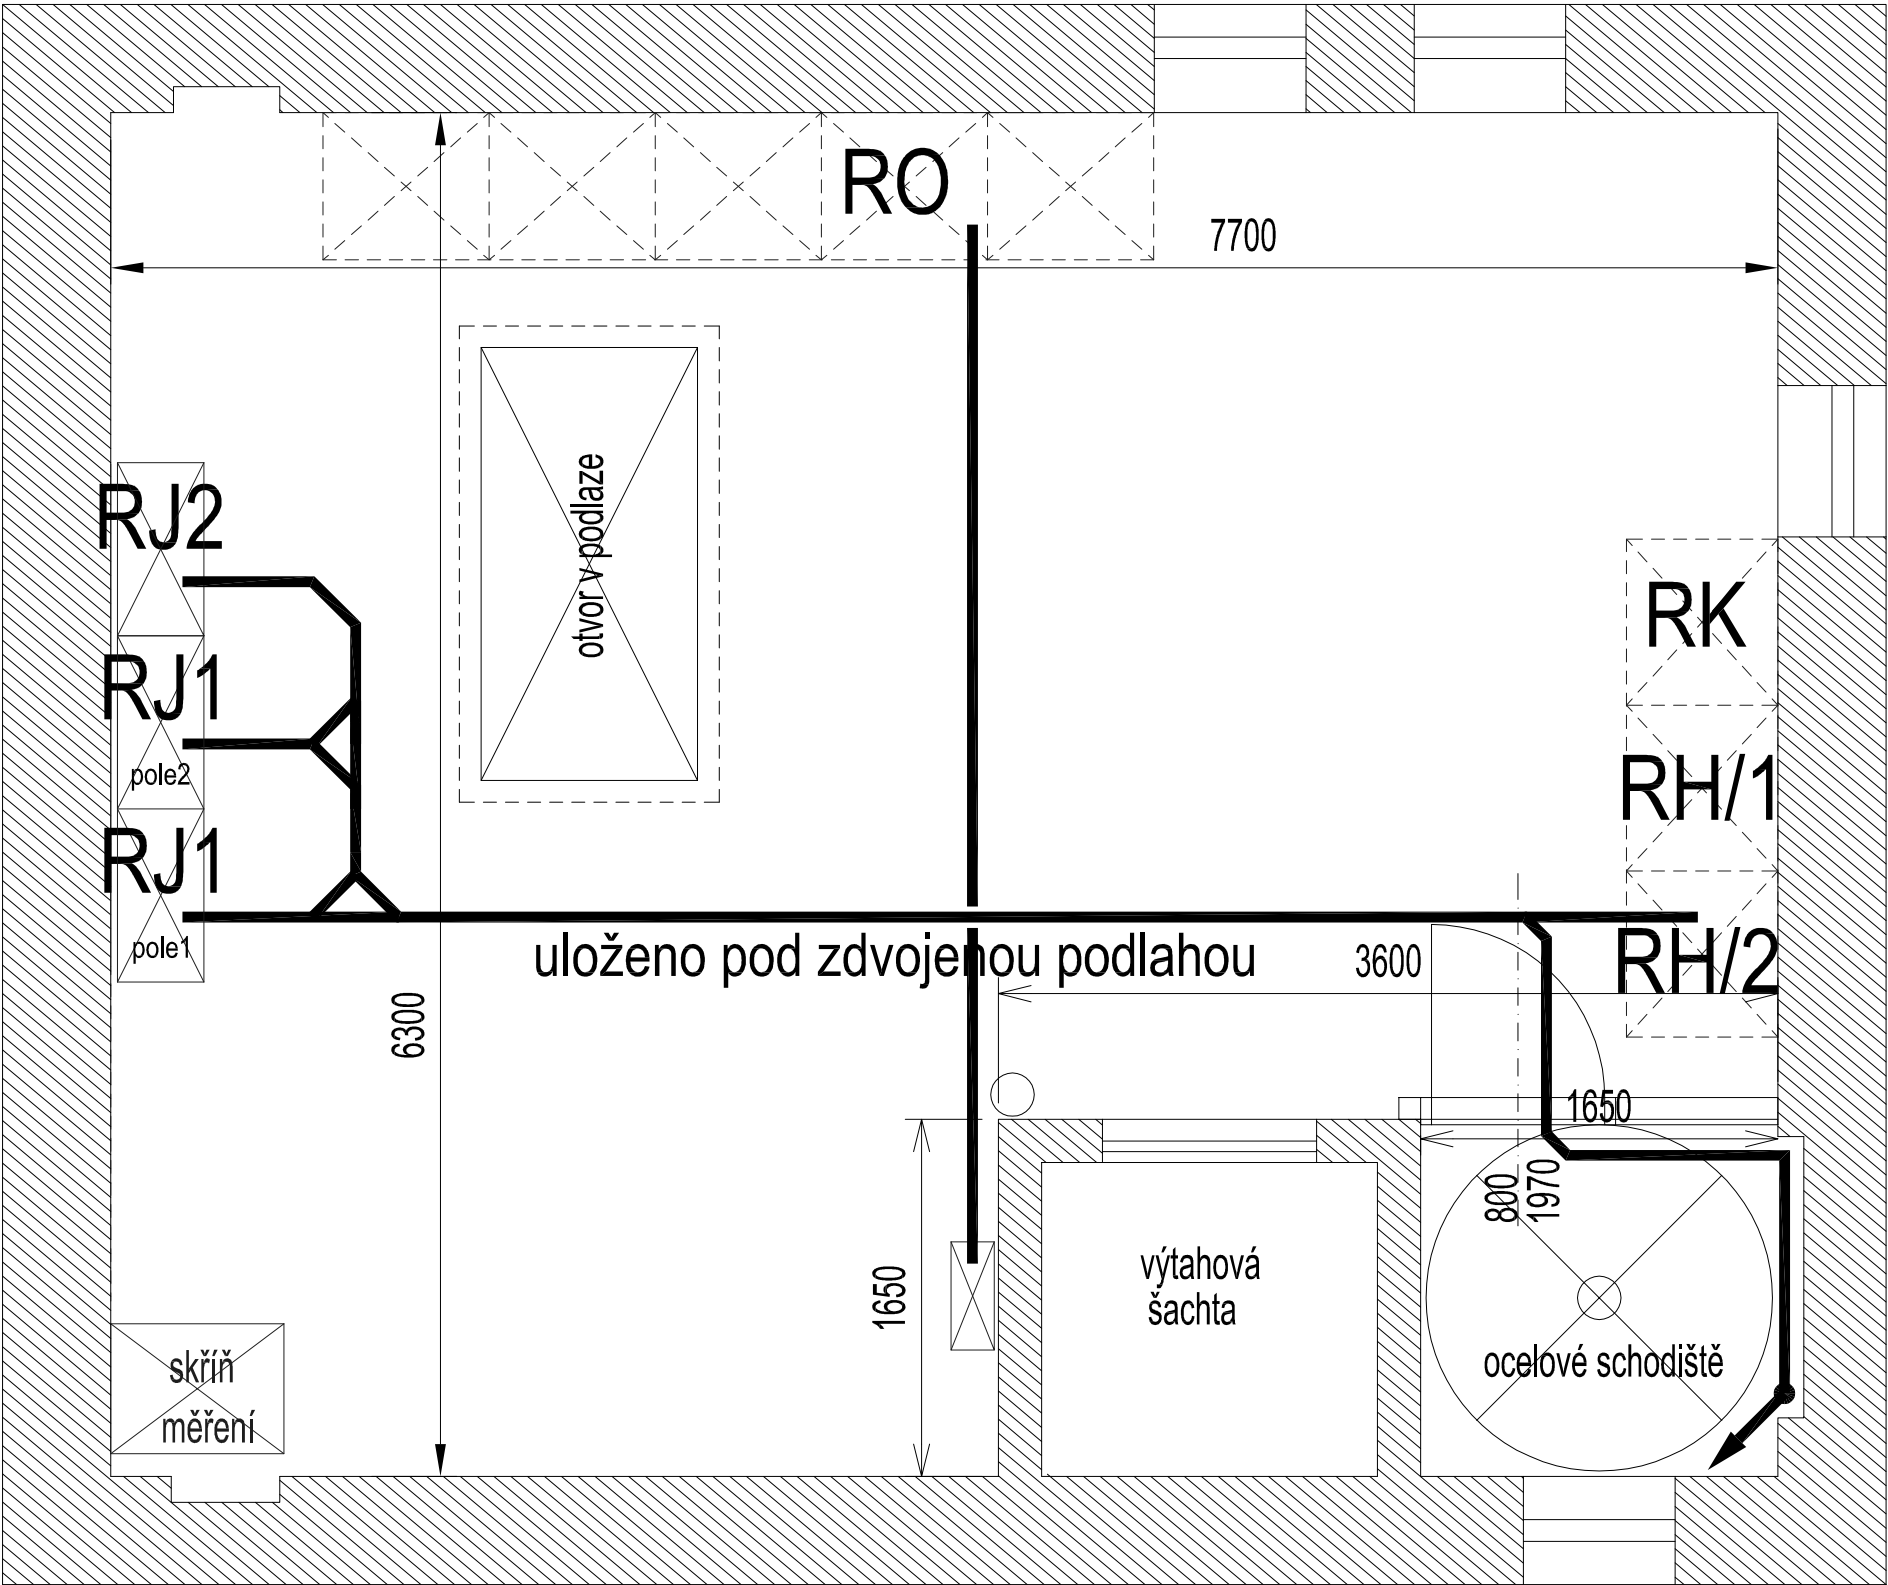 RO
7700
otvor v podlaze
RJ2
RK
RJ1
pole2
RH/1
RJ1
pole1
uloženo pod zdvojenou podlahou
3600
RH/2
6300
1650
800
1970
1650
výtahová
šachta
ocelové schodiště
skříň
měření